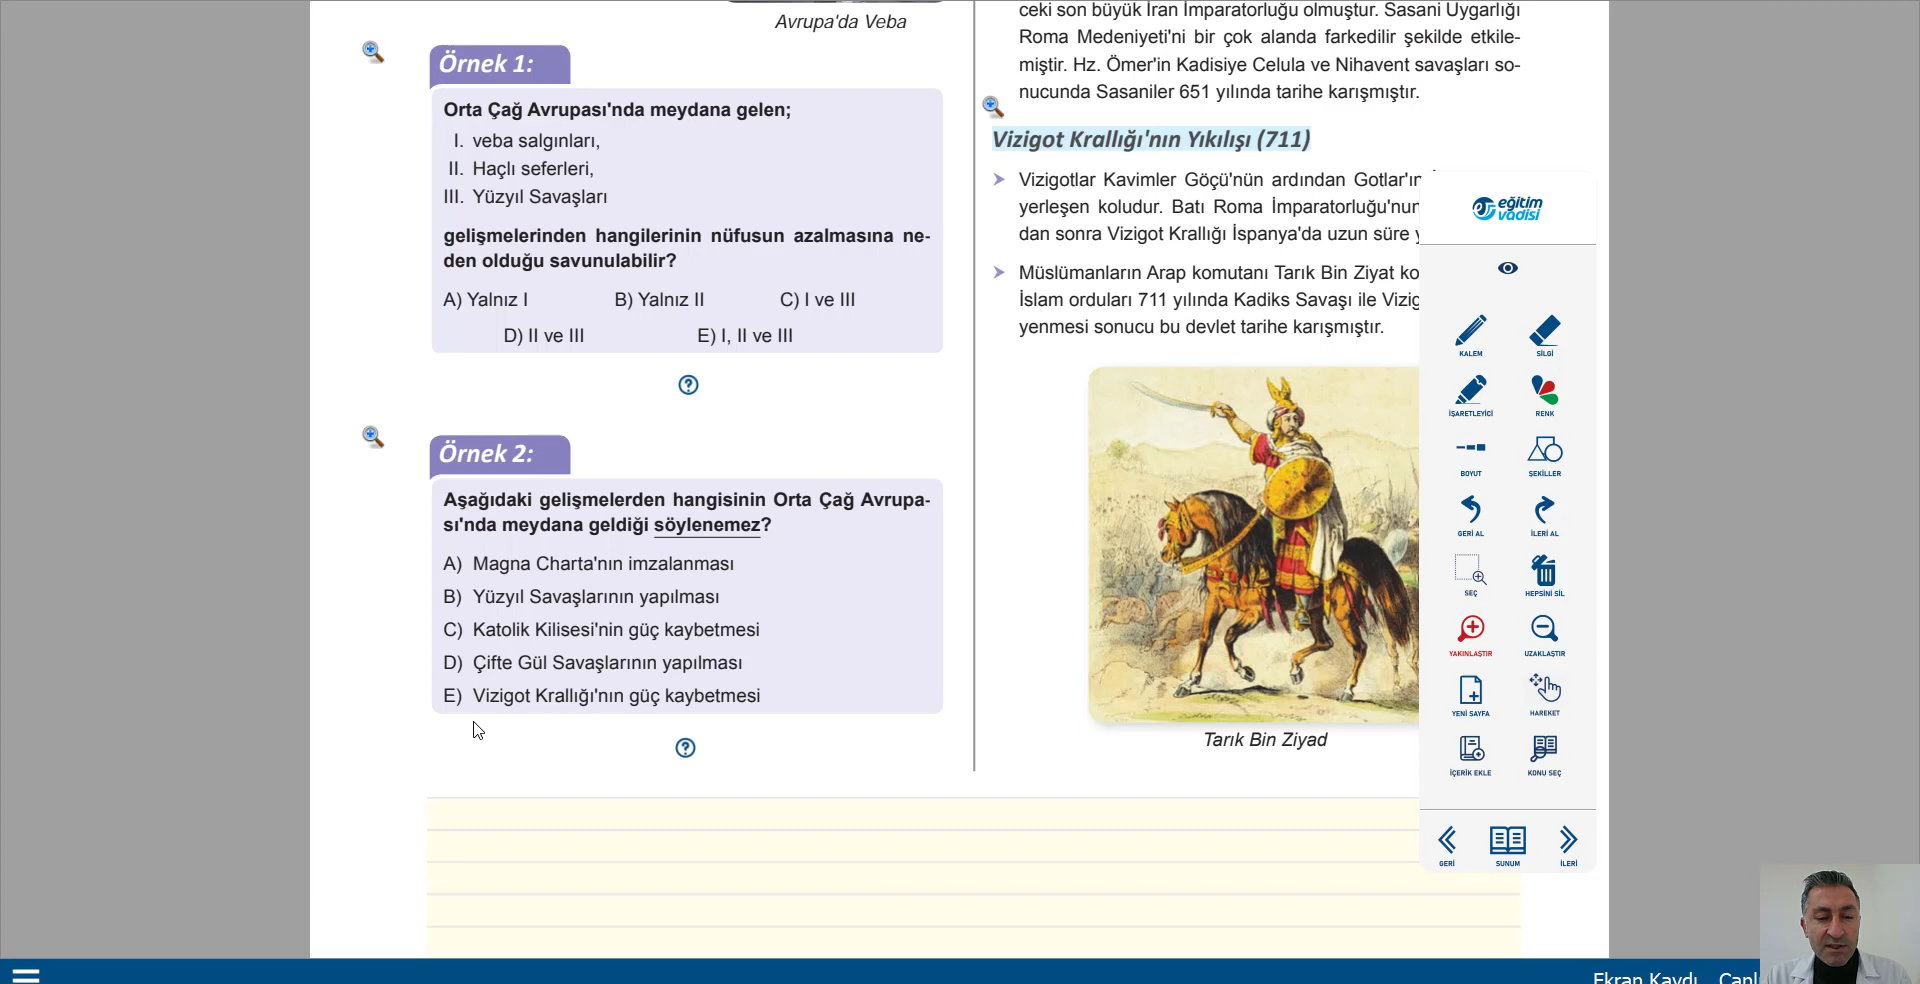 Avrupa'da Veba
Örnek 1:
Orta Çağ Avrupası'nda meydana gelen;
I. veba salgınları,
II. Haçlı seferleri,
III. Yüzyıl Savaşları
gelişmelerinden hangilerinin nüfusun azalmasına ne-
den olduğu savunulabilir?
A) Yalnız I B) Yalnız II C) I ve III
D) II ve III E) I, II ve III
Örnek 2:
Aşağıdaki gelişmelerden hangisinin Orta Çağ Avrupa-
sı'nda meydana geldiği söylenemez?
A) Magna Charta'nın imzalanması
B) Yüzyıl Savaşlarının yapılması
C) Katolik Kilisesi'nin güç kaybetmesi
D) Çifte Gül Savaşlarının yapılması
E) Vizigot Krallığı'nın güç kaybetmesi
ceki son büyük İran İmparatorluğu olmuştur. Sasani Uygarlığı
Roma Medeniyeti'ni bir çok alanda farkedilir şekilde etkile-
miştir. Hz. Ömer'in Kadisiye Celula ve Nihavent savaşları so-
nucunda Sasaniler 651 yılında tarihe karışmıştır.
Vizigot Krallığı'nın Yıkılışı (711)
Vizigotlar Kavimler Göçü'nün ardından Gotlar'ın
yerleşen koludur. Batı Roma İmparatorluğu'nun
dan sonra Vizigot Krallığı İspanya'da uzun süre
Müslümanların Arap komutanı Tarık Bin Ziyat ko
İslam orduları 711 yılında Kadiks Savaşı ile Vizig
yenmesi sonucu bu devlet tarihe karışmıştır.
Tarık Bin Ziyad
eğitim
vadisi
KALEM SİLGİ
İŞARETLEYİCİ RENK
BOYUT ŞEKİLLER
GERİ AL İLERİ AL
SEÇ HEPSİNİ SİL
YAKINLAŞTIR UZAKLAŞTIR
YENİ SAYFA HAREKET
İÇERİK EKLE KONU SEÇ
GERİ SUNUM İLERİ
Ekran Kaydı